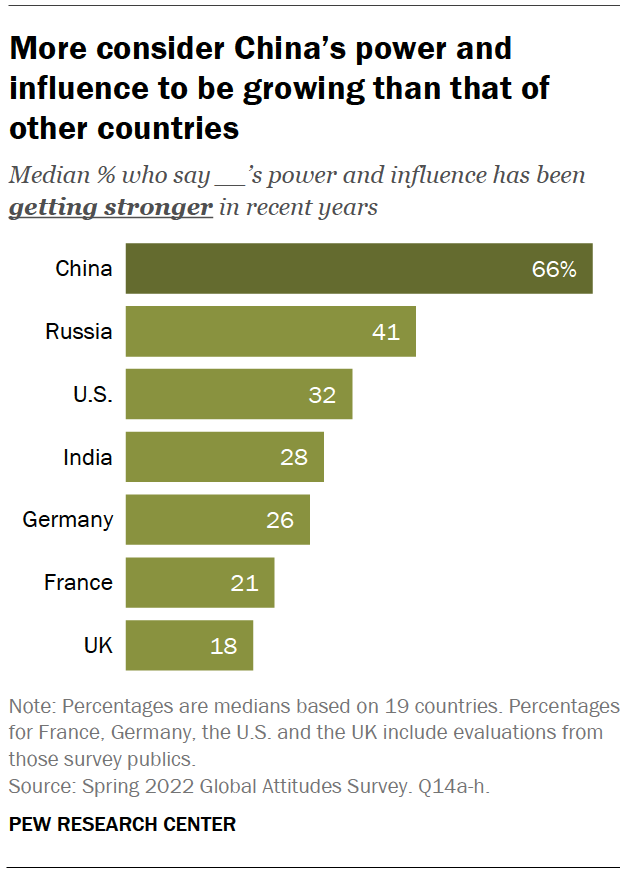 More consider China’s power and
influence to be growing than that of
other countries
Median % who say __’s power and influence has been
getting stronger in recent years
China 66%
Russia 41
U.S. 32
India 28
Germany 26
France 21
UK 18
Note: Percentages are medians based on 19 countries. Percentages
for France, Germany, the U.S. and the UK include evaluations from
those survey publics.
Source: Spring 2022 Global Attitudes Survey. Q14a-h.
PEW RESEARCH CENTER